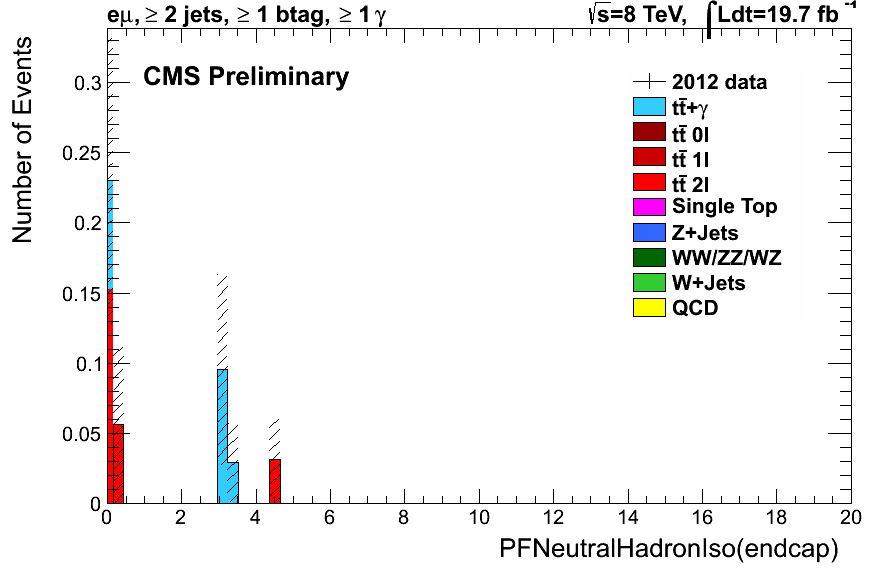 eμ, ≥ 2 jets, ≥ 1 btag, ≥ 1 γ
√s=8 TeV, ∫Ldt=19.7 fb⁻¹
CMS Preliminary
2012 data
tt̄+γ
tt̄ 0l
tt̄ 1l
tt̄ 2l
Single Top
Z+Jets
WW/ZZ/WZ
W+Jets
QCD
Number of Events
0.3
0.25
0.2
0.15
0.1
0.05
0
0 2 4 6 8 10 12 14 16 18 20
PFNeutralHadronIso(endcap)